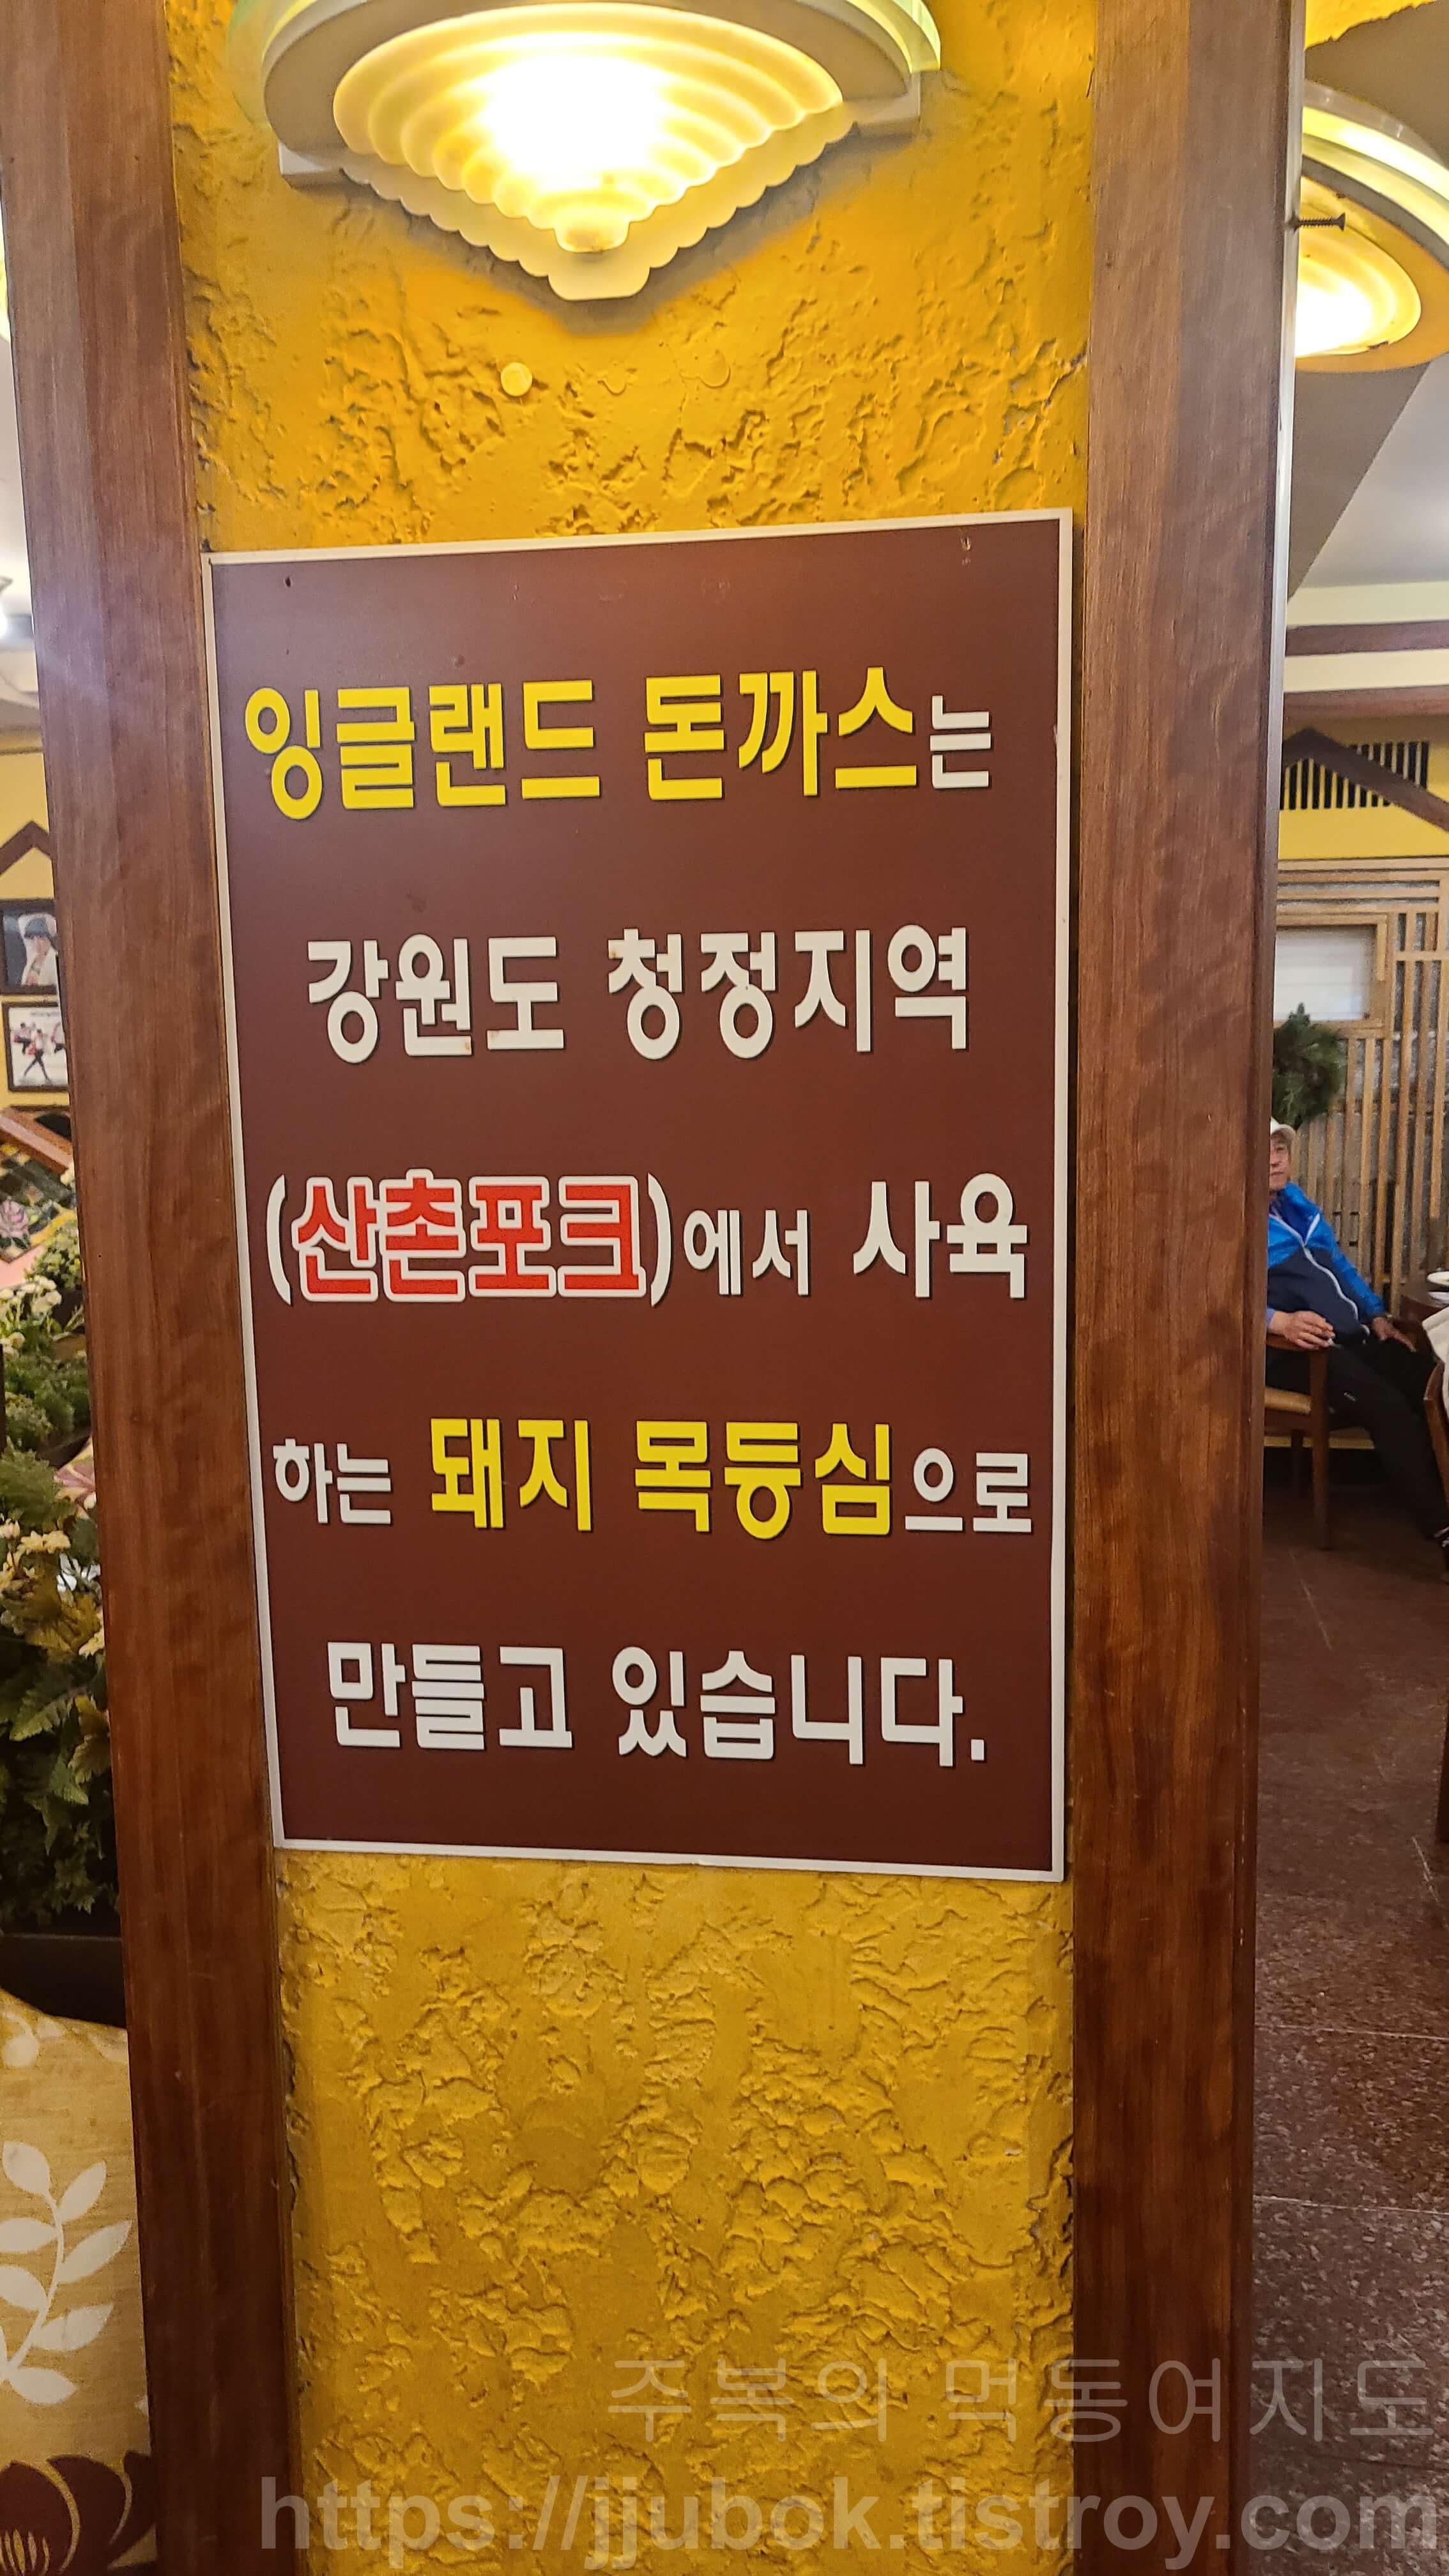 잉글랜드 돈까스는
강원도 청정지역
(산촌포크)에서 사육
하는 돼지 목등심으로
만들고 있습니다.
주복의 먹동여지도
https://jjubok.tistroy.com